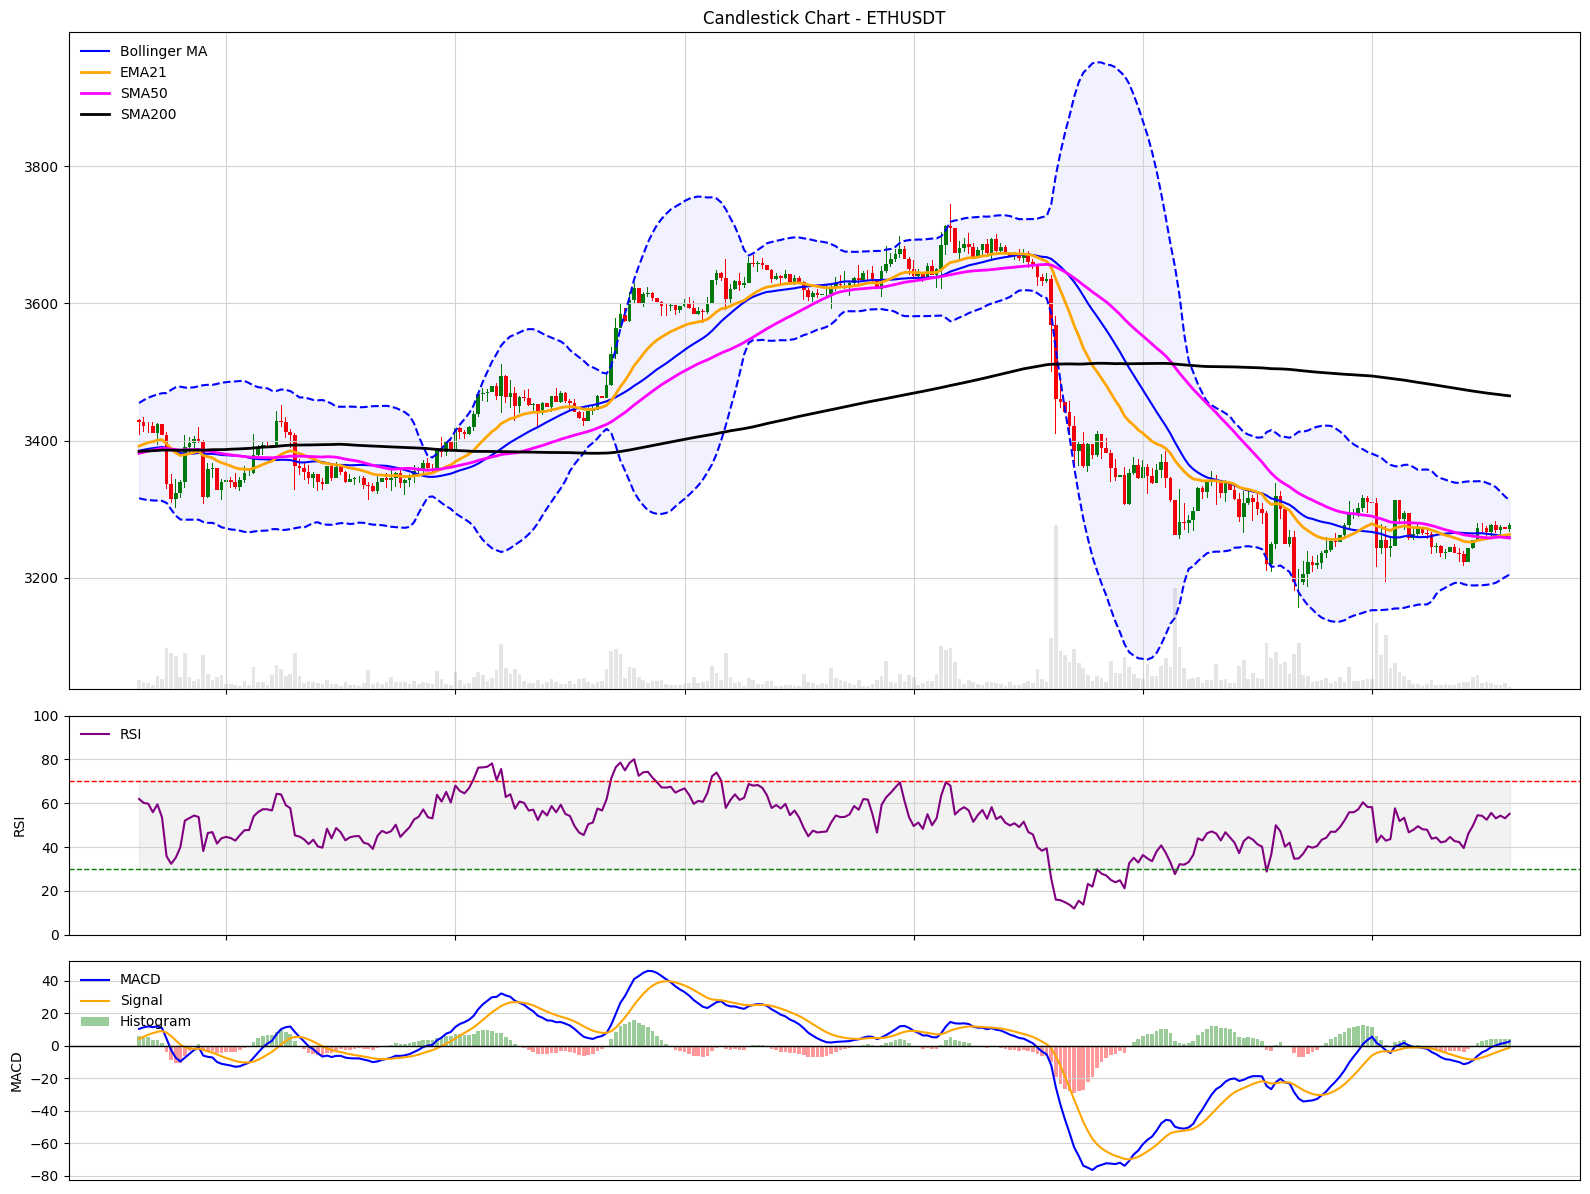 Candlestick Chart - ETHUSDT
Bollinger MA
EMA21
SMA50
SMA200
3800
3600
3400
3200
100
80
60
40
20
0
RSI
RSI
40
20
0
−20
−40
−60
−80
MACD
MACD
Signal
Histogram